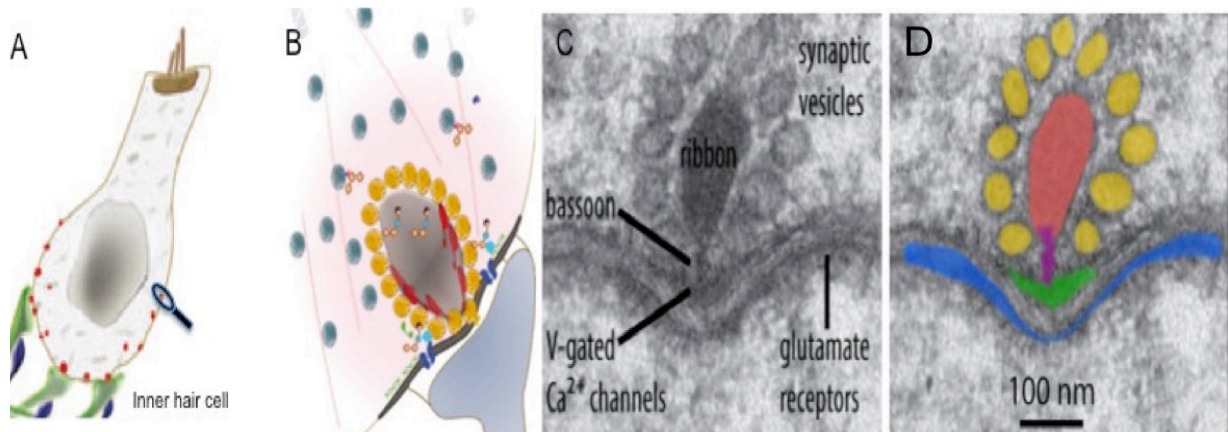 A
Inner hair cell
B
C
synaptic
vesicles
ribbon
bassoon
V-gated
Ca²⁺ channels
glutamate
receptors
D
100 nm